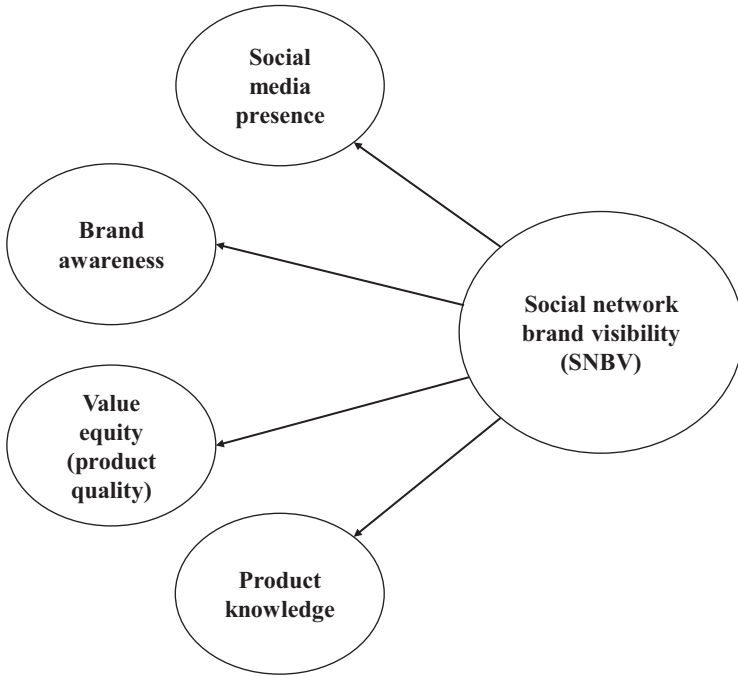 Social
media
presence
Brand
awareness
Social network
brand visibility
(SNBV)
Value
equity
(product
quality)
Product
knowledge